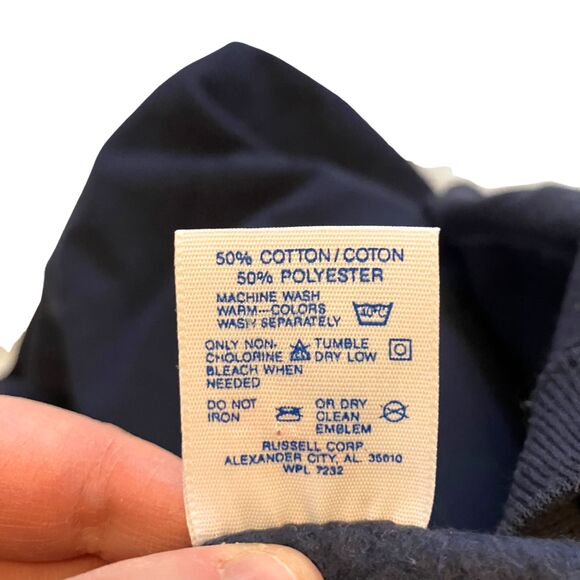 50% COTTON/COTON
50% POLYESTER
MACHINE WASH
WARM---COLORS
WASH SEPARATELY
ONLY NON-
CHOLORINE
BLEACH WHEN
NEEDED
TUMBLE
DRY LOW
DO NOT
IRON
OR DRY
CLEAN
EMBLEM
RUSSELL CORP.
ALEXANDER CITY, AL. 35010
WPL 7232